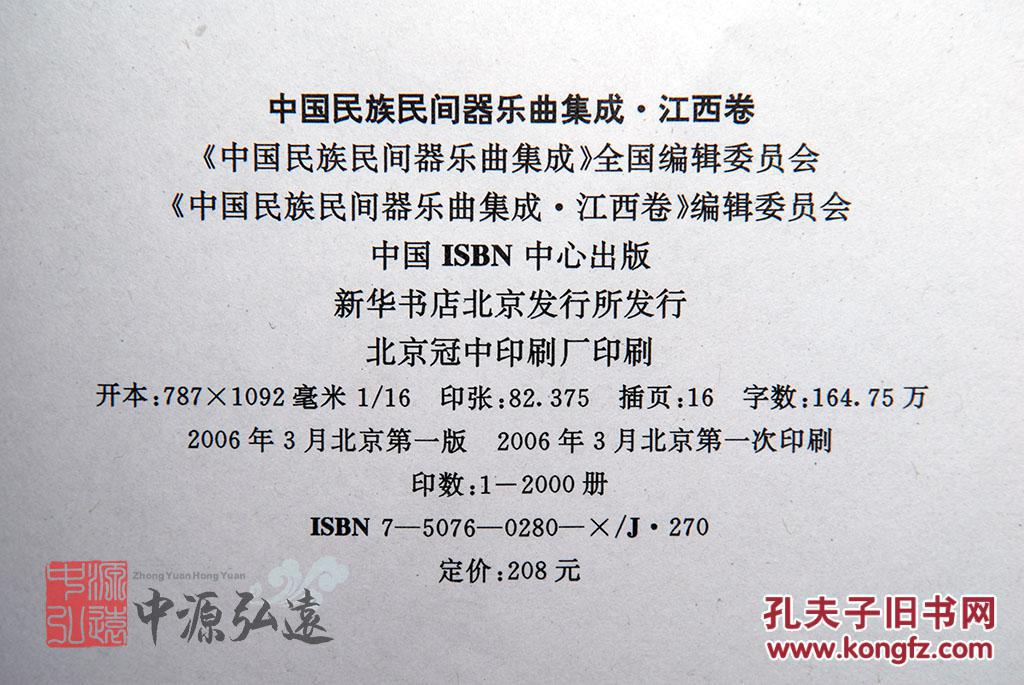 中国民族民间器乐曲集成·江西卷
《中国民族民间器乐曲集成》全国编辑委员会
《中国民族民间器乐曲集成·江西卷》编辑委员会
中国 ISBN 中心出版
新华书店北京发行所发行
北京冠中印刷厂印刷
开本:787×1092 毫米 1/16 印张:82.375 插页:16 字数:164.75 万
2006 年 3 月北京第一版 2006 年 3 月北京第一次印刷
印数:1—2000 册
ISBN 7—5076—0280—×/J·270
定价:208 元
中源弘遠
Zhong Yuan Hong Yuan
中源弘遠
孔夫子旧书网
www.kongfz.com